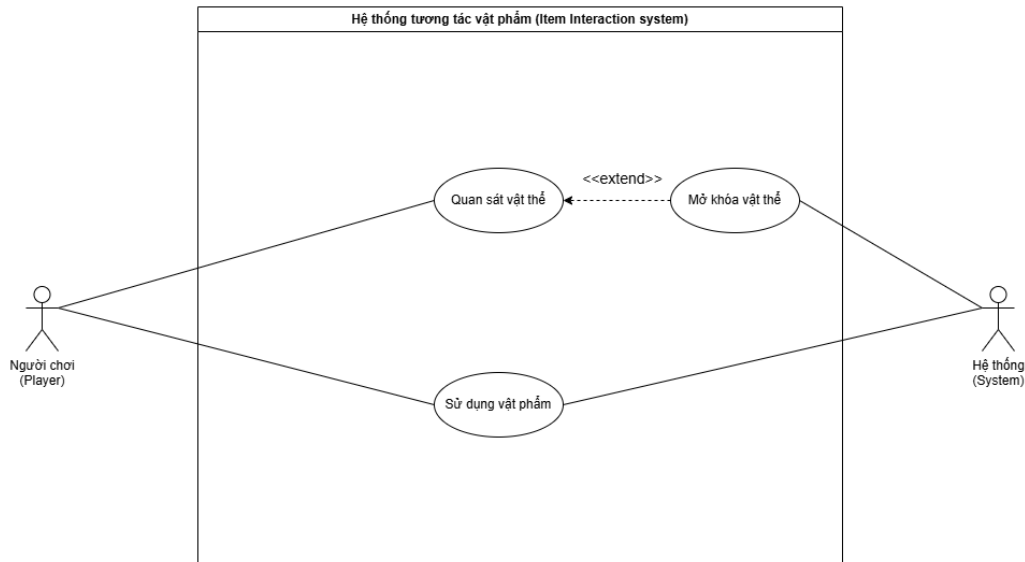 Hệ thống tương tác vật phẩm (Item Interaction system)
<<extend>>
Quan sát vật thể
Mở khóa vật thể
Người chơi
(Player)
Hệ thống
(System)
Sử dụng vật phẩm